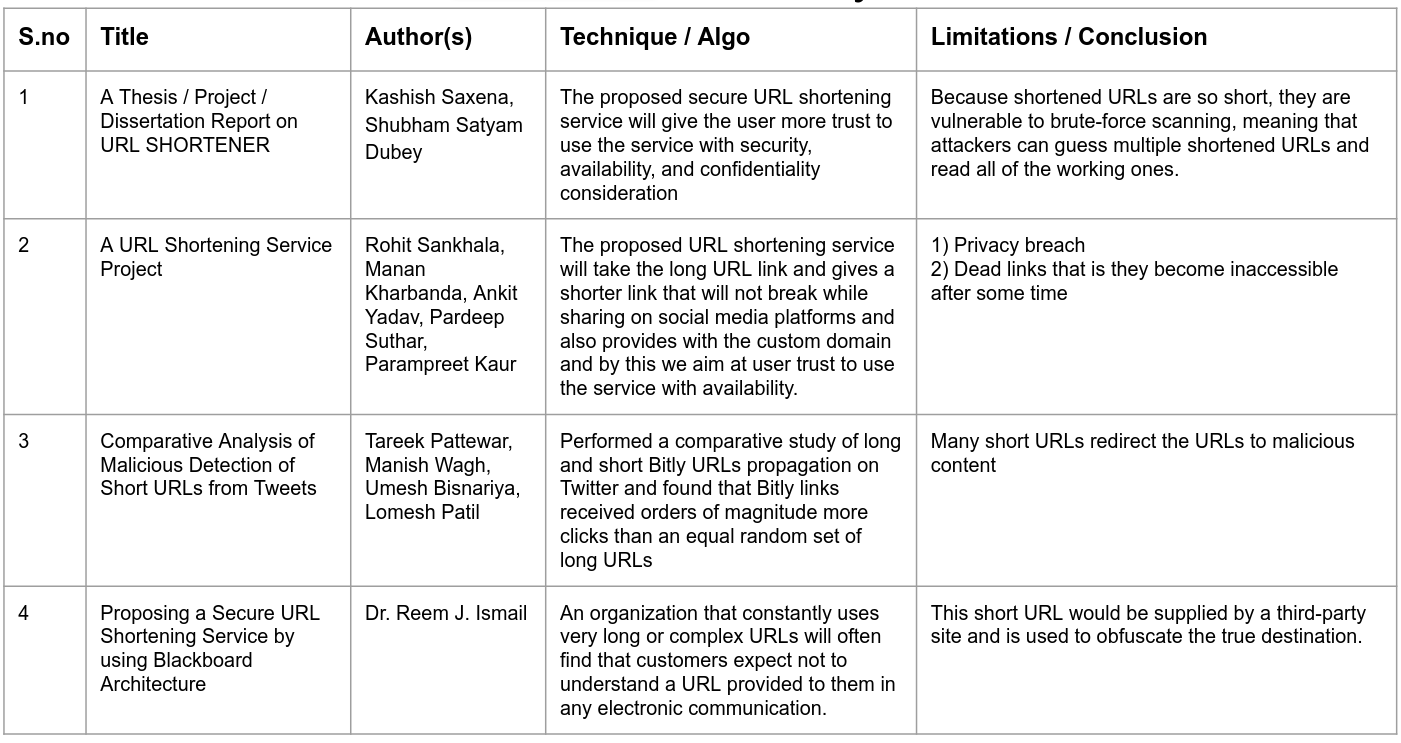 S.no Title Author(s) Technique / Algo Limitations / Conclusion
1
A Thesis / Project /
Dissertation Report on
URL SHORTENER
Kashish Saxena,
Shubham Satyam
Dubey
The proposed secure URL shortening
service will give the user more trust to
use the service with security,
availability, and confidentiality
consideration
Because shortened URLs are so short, they are
vulnerable to brute-force scanning, meaning that
attackers can guess multiple shortened URLs and
read all of the working ones.
2
A URL Shortening Service
Project
Rohit Sankhala,
Manan
Kharbanda, Ankit
Yadav, Pardeep
Suthar,
Parampreet Kaur
The proposed URL shortening service
will take the long URL link and gives a
shorter link that will not break while
sharing on social media platforms and
also provides with the custom domain
and by this we aim at user trust to use
the service with availability.
1) Privacy breach
2) Dead links that is they become inaccessible
after some time
3
Comparative Analysis of
Malicious Detection of
Short URLs from Tweets
Tareek Pattewar,
Manish Wagh,
Umesh Bisnariya,
Lomesh Patil
Performed a comparative study of long
and short Bitly URLs propagation on
Twitter and found that Bitly links
received orders of magnitude more
clicks than an equal random set of
long URLs
Many short URLs redirect the URLs to malicious
content
4
Proposing a Secure URL
Shortening Service by
using Blackboard
Architecture
Dr. Reem J. Ismail
An organization that constantly uses
very long or complex URLs will often
find that customers expect not to
understand a URL provided to them in
any electronic communication.
This short URL would be supplied by a third-party
site and is used to obfuscate the true destination.